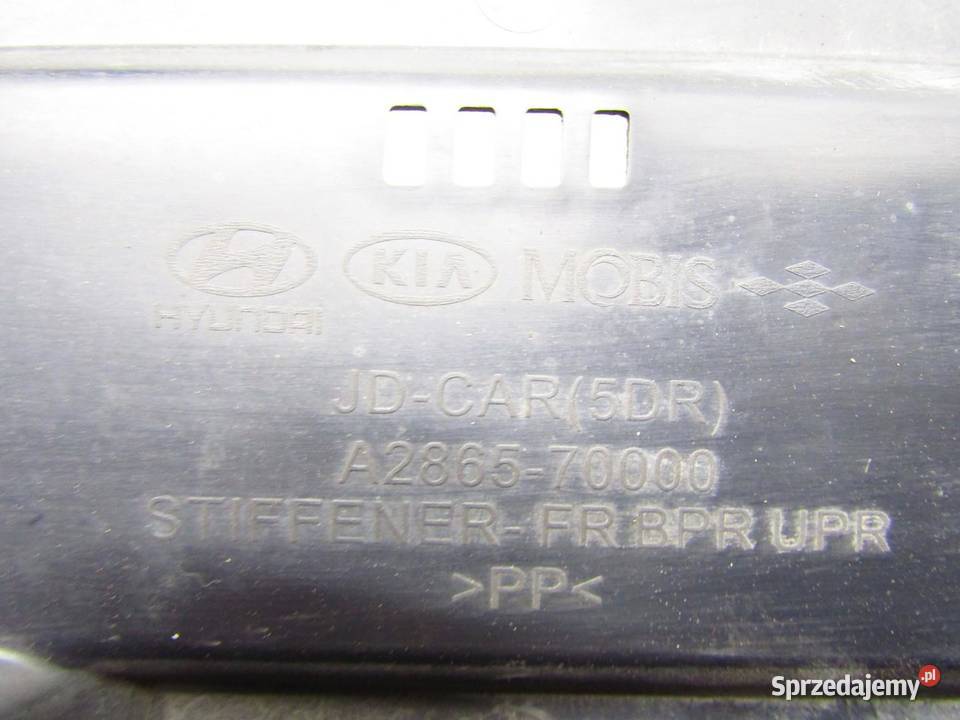 HYUNDAI KIA MOBIS
JD-CAR(5DR)
A2865-70000
STIFFENER- FR BPR UPR
>PP<
Sprzedajemy.pl